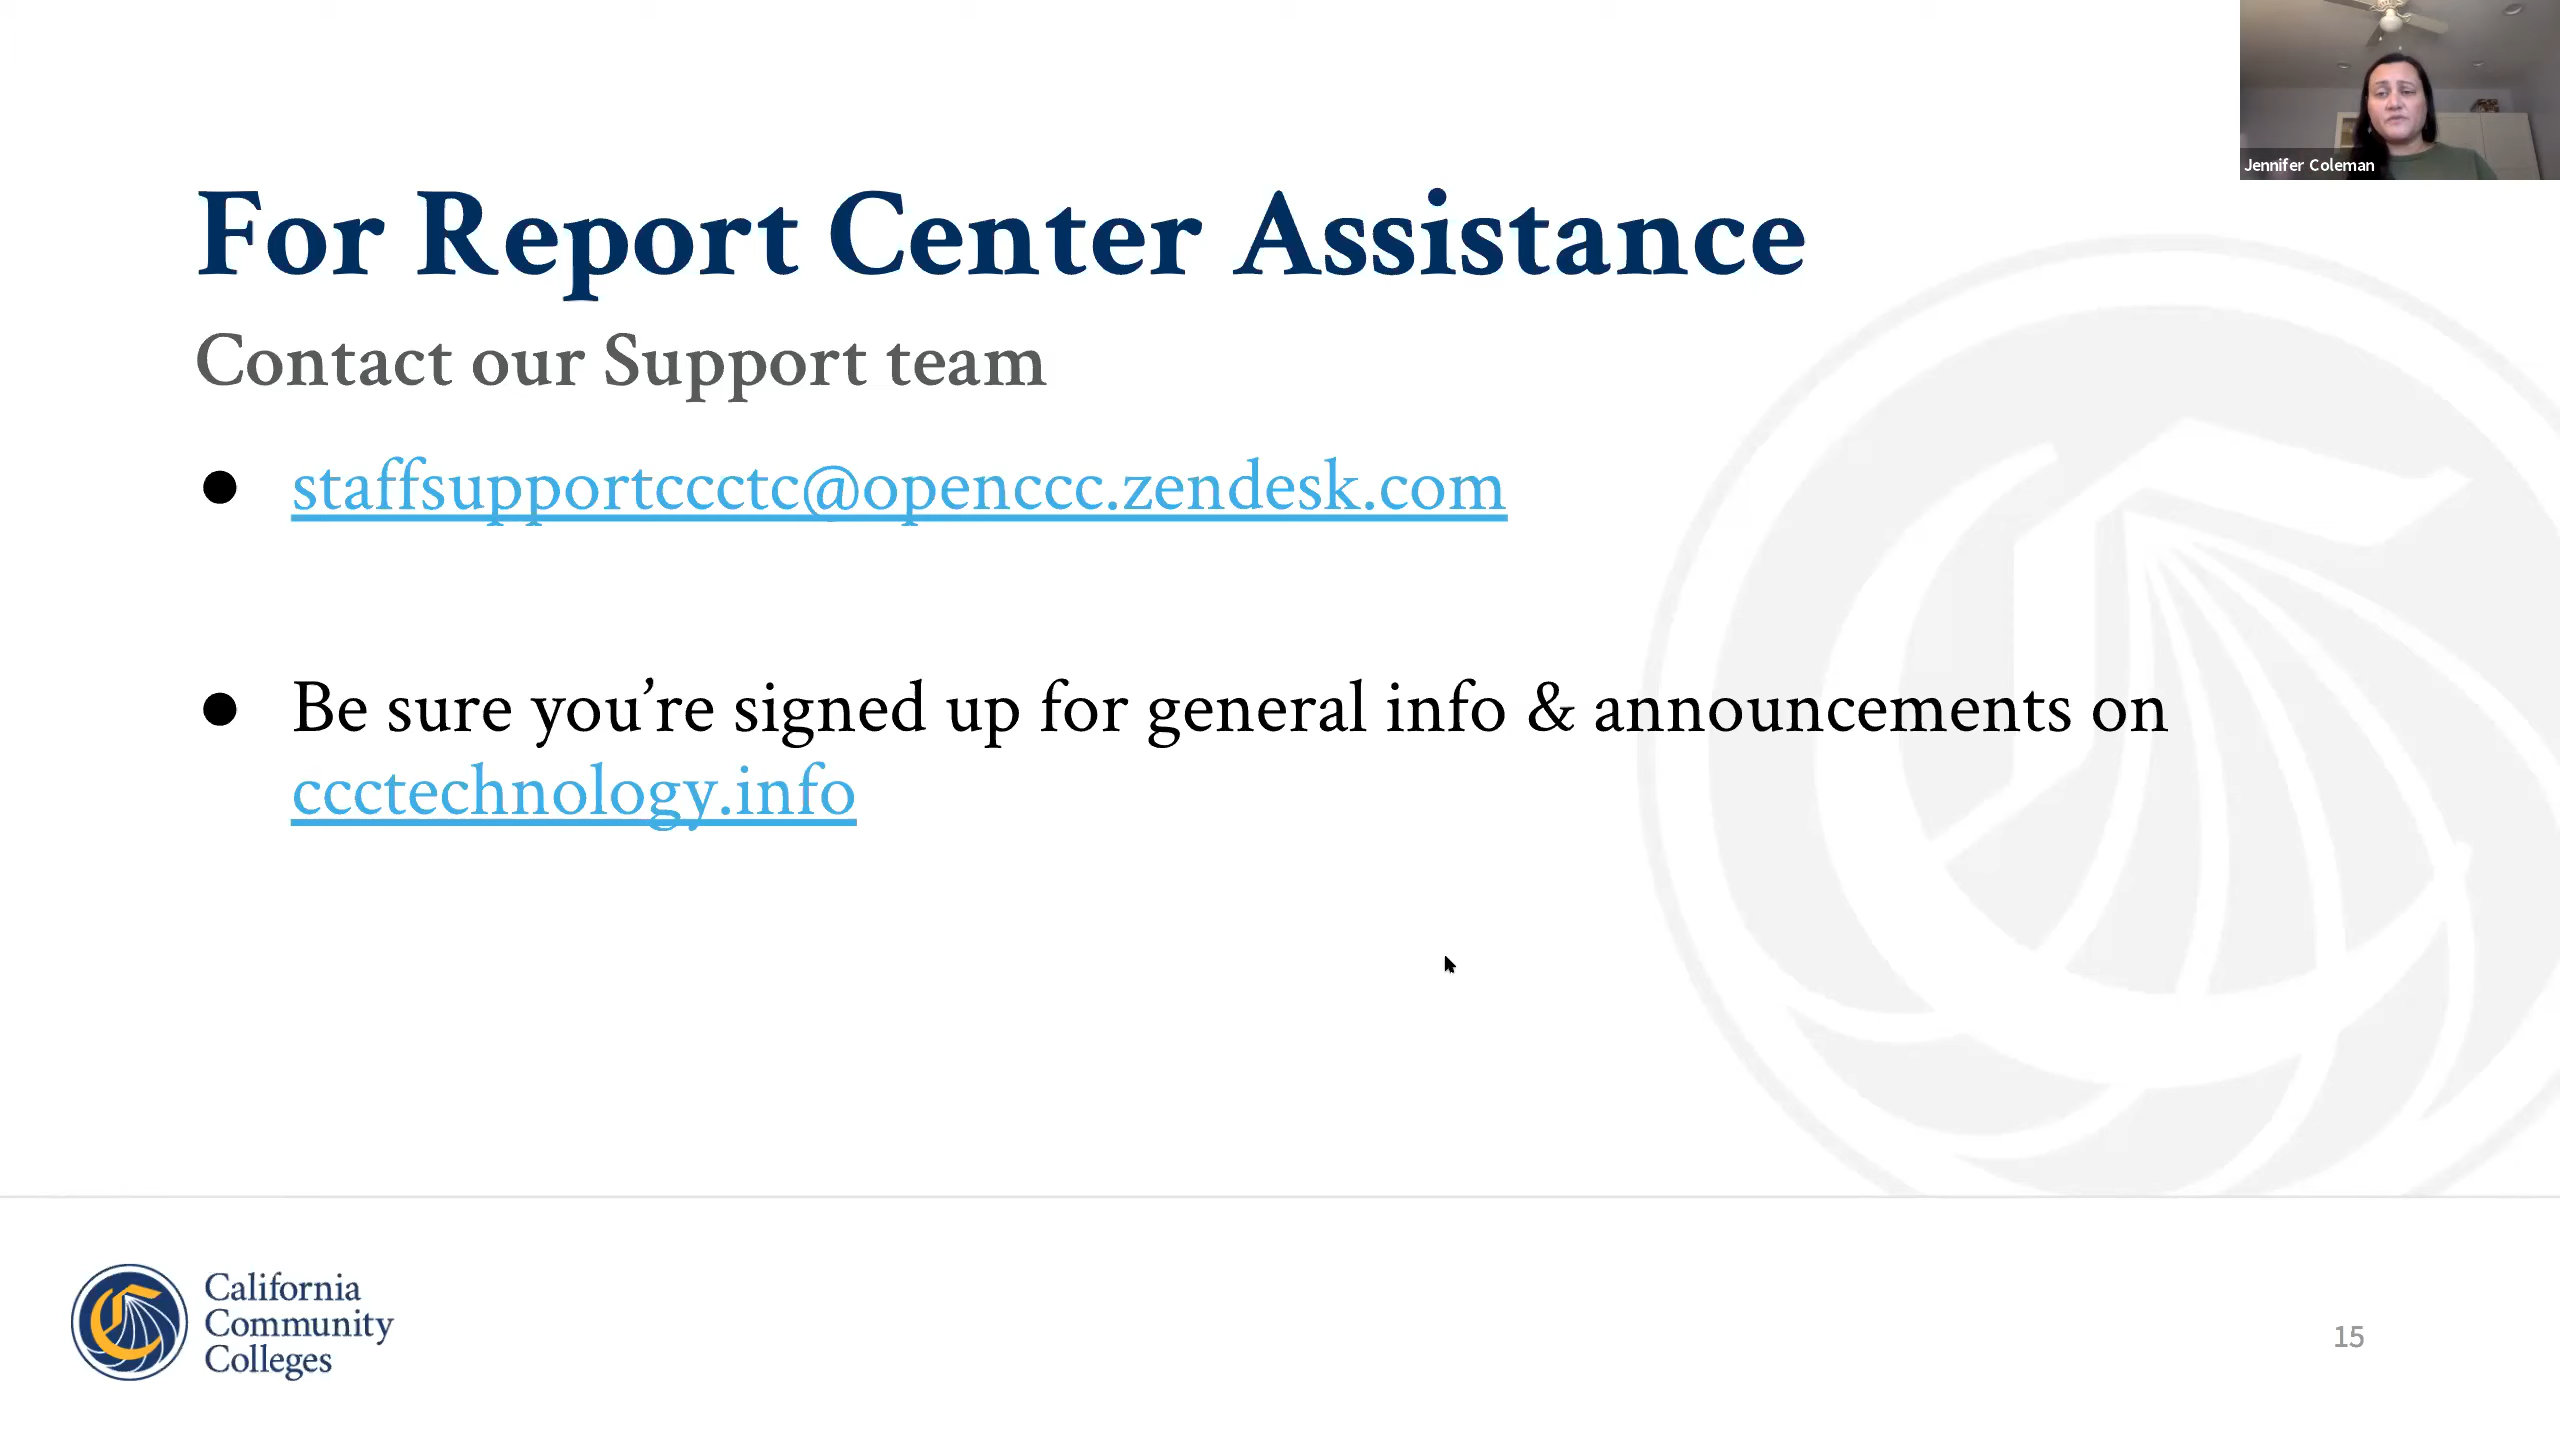 Jennifer Coleman
For Report Center Assistance
Contact our Support team
● staffsupportccctc@openccc.zendesk.com
● Be sure you’re signed up for general info & announcements on
ccctechnology.info
California
Community
Colleges
15